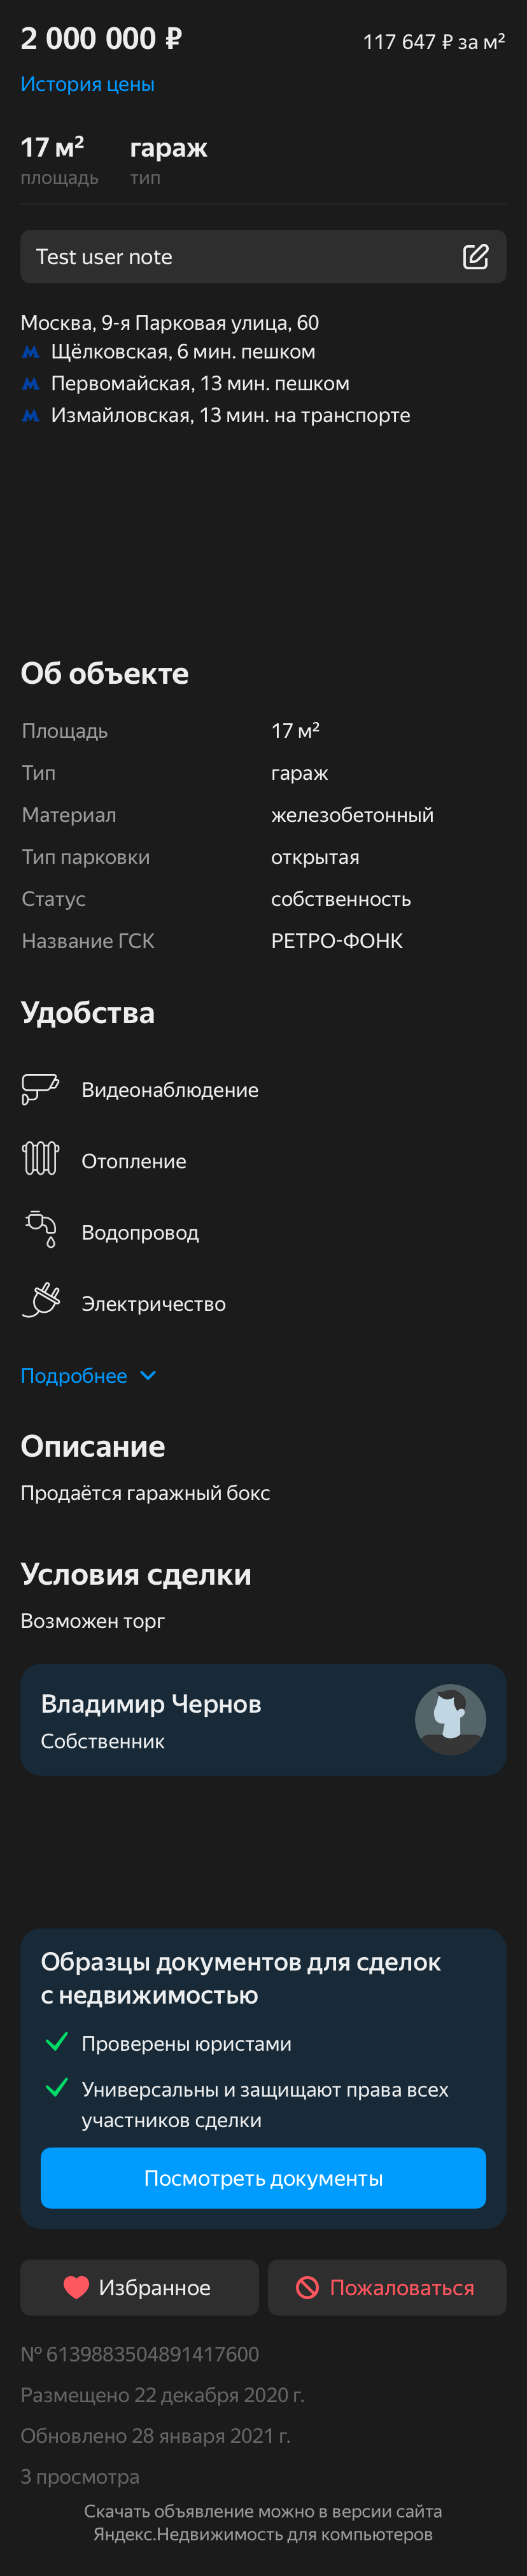 2 000 000 ₽
117 647 ₽ за м²
История цены
17 м² гараж
площадь тип
Test user note
Москва, 9-я Парковая улица, 60
Щёлковская, 6 мин. пешком
Первомайская, 13 мин. пешком
Измайловская, 13 мин. на транспорте
Об объекте
Площадь 17 м²
Тип гараж
Материал железобетонный
Тип парковки открытая
Статус собственность
Название ГСК РЕТРО-ФОНК
Удобства
Видеонаблюдение
Отопление
Водопровод
Электричество
Подробнее
Описание
Продаётся гаражный бокс
Условия сделки
Возможен торг
Владимир Чернов
Собственник
Образцы документов для сделок
с недвижимостью
Проверены юристами
Универсальны и защищают права всех
участников сделки
Посмотреть документы
Избранное
Пожаловаться
№ 6139883504891417600
Размещено 22 декабря 2020 г.
Обновлено 28 января 2021 г.
3 просмотра
Скачать объявление можно в версии сайта
Яндекс.Недвижимость для компьютеров